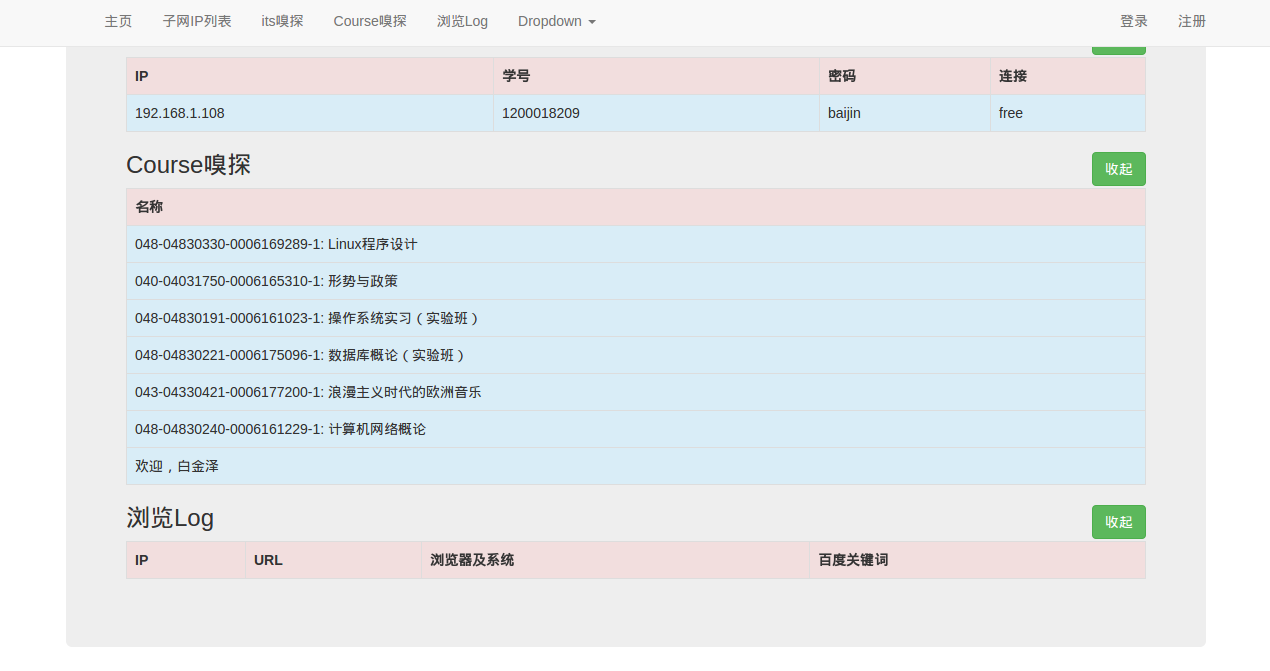 主页 子网IP列表 its嗅探 Course嗅探 浏览Log Dropdown 登录 注册
IP 学号 密码 连接
192.168.1.108 1200018209 baijin free
Course嗅探 收起
名称
048-04830330-0006169289-1: Linux程序设计
040-04031750-0006165310-1: 形势与政策
048-04830191-0006161023-1: 操作系统实习（实验班）
048-04830221-0006175096-1: 数据库概论（实验班）
043-04330421-0006177200-1: 浪漫主义时代的欧洲音乐
048-04830240-0006161229-1: 计算机网络概论
欢迎，白金泽
浏览Log 收起
IP URL 浏览器及系统 百度关键词